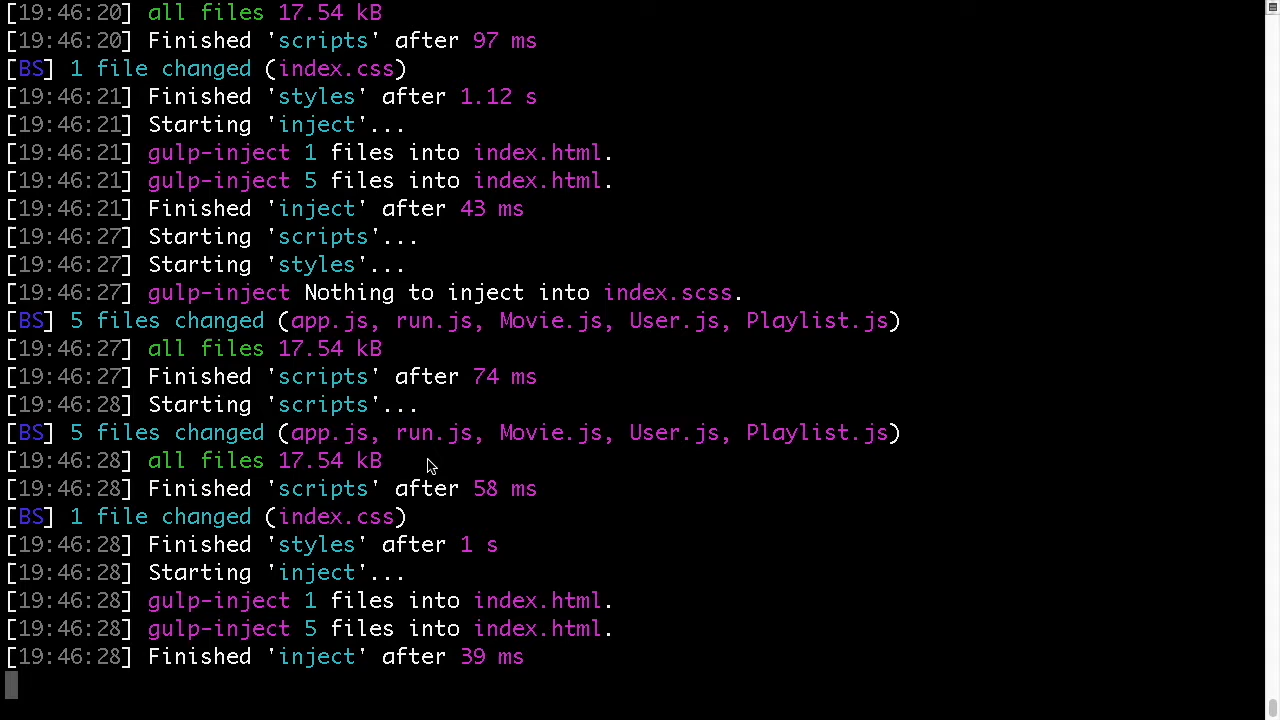 [19:46:20] all files 17.54 kB
[19:46:20] Finished 'scripts' after 97 ms
[BS] 1 file changed (index.css)
[19:46:21] Finished 'styles' after 1.12 s
[19:46:21] Starting 'inject'...
[19:46:21] gulp-inject 1 files into index.html.
[19:46:21] gulp-inject 5 files into index.html.
[19:46:21] Finished 'inject' after 43 ms
[19:46:27] Starting 'scripts'...
[19:46:27] Starting 'styles'...
[19:46:27] gulp-inject Nothing to inject into index.scss.
[BS] 5 files changed (app.js, run.js, Movie.js, User.js, Playlist.js)
[19:46:27] all files 17.54 kB
[19:46:27] Finished 'scripts' after 74 ms
[19:46:28] Starting 'scripts'...
[BS] 5 files changed (app.js, run.js, Movie.js, User.js, Playlist.js)
[19:46:28] all files 17.54 kB
[19:46:28] Finished 'scripts' after 58 ms
[BS] 1 file changed (index.css)
[19:46:28] Finished 'styles' after 1 s
[19:46:28] Starting 'inject'...
[19:46:28] gulp-inject 1 files into index.html.
[19:46:28] gulp-inject 5 files into index.html.
[19:46:28] Finished 'inject' after 39 ms